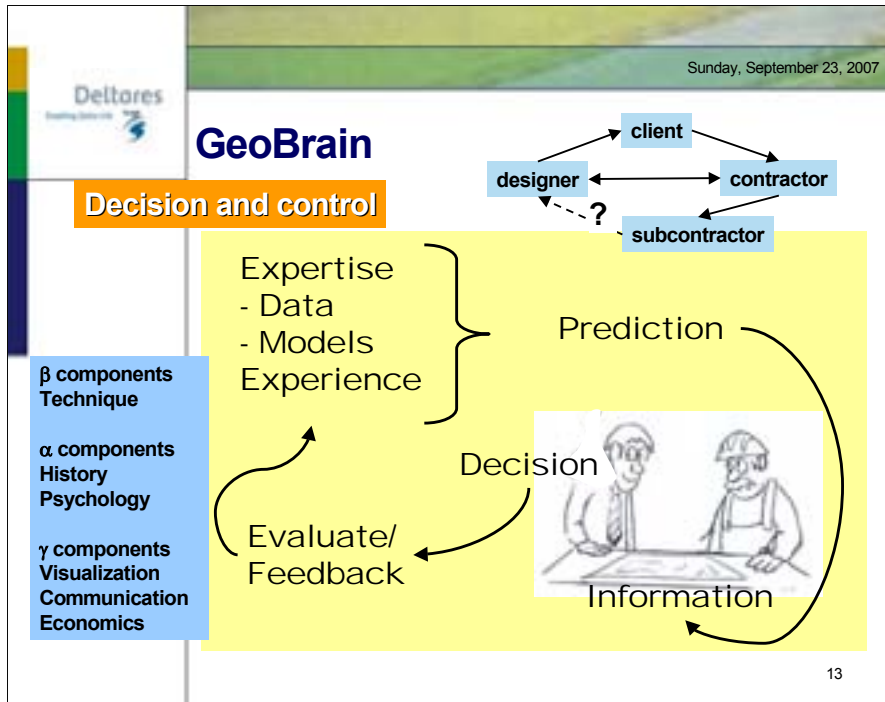 Sunday, September 23, 2007
Deltares
GeoBrain
client
designer
contractor
?
subcontractor
Decision and control
Expertise
- Data
- Models
Experience
Prediction
β components
Technique
α components
History
Psychology
γ components
Visualization
Communication
Economics
Decision
Evaluate/
Feedback
Information
13